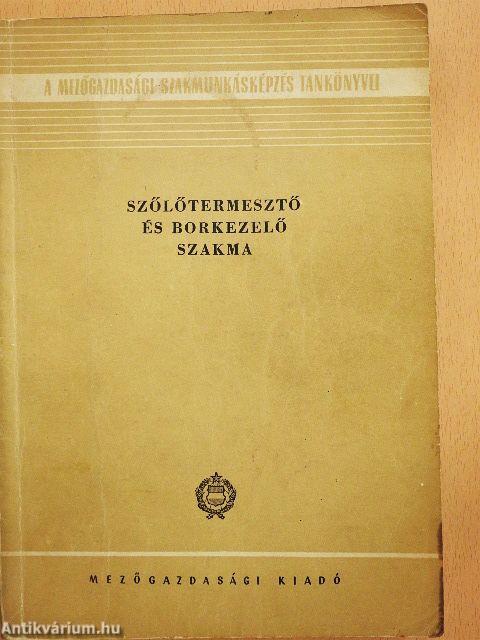 A MEZŐGAZDASÁGI SZAKMUNKÁSKÉPZÉS TANKÖNYVEI
SZŐLŐTERMESZTŐ
ÉS BORKEZELŐ
SZAKMA
MEZŐGAZDASÁGI KIADÓ
Antikvárium.hu